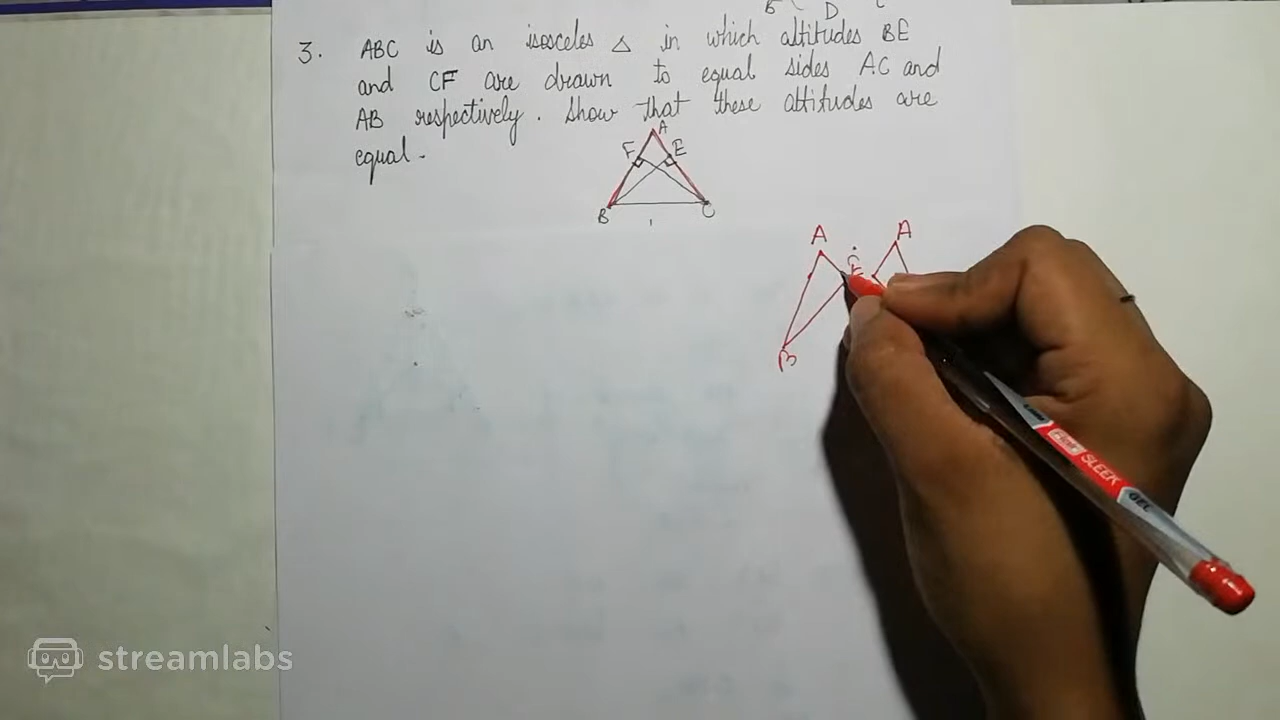 B D C
3. ABC is an isosceles △ in which altitudes BE
and CF are drawn to equal sides AC and
AB respectively. Show that these altitudes are
equal.
A
F E
B C
A A
B
SLEEK
GEL
streamlabs